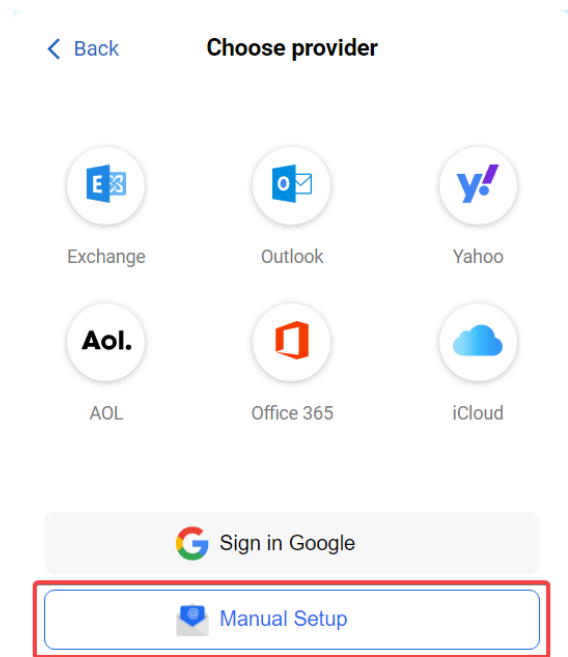 Back Choose provider
E
o
y!
Exchange Outlook Yahoo
Aol.
AOL Office 365 iCloud
G Sign in Google
@
Manual Setup